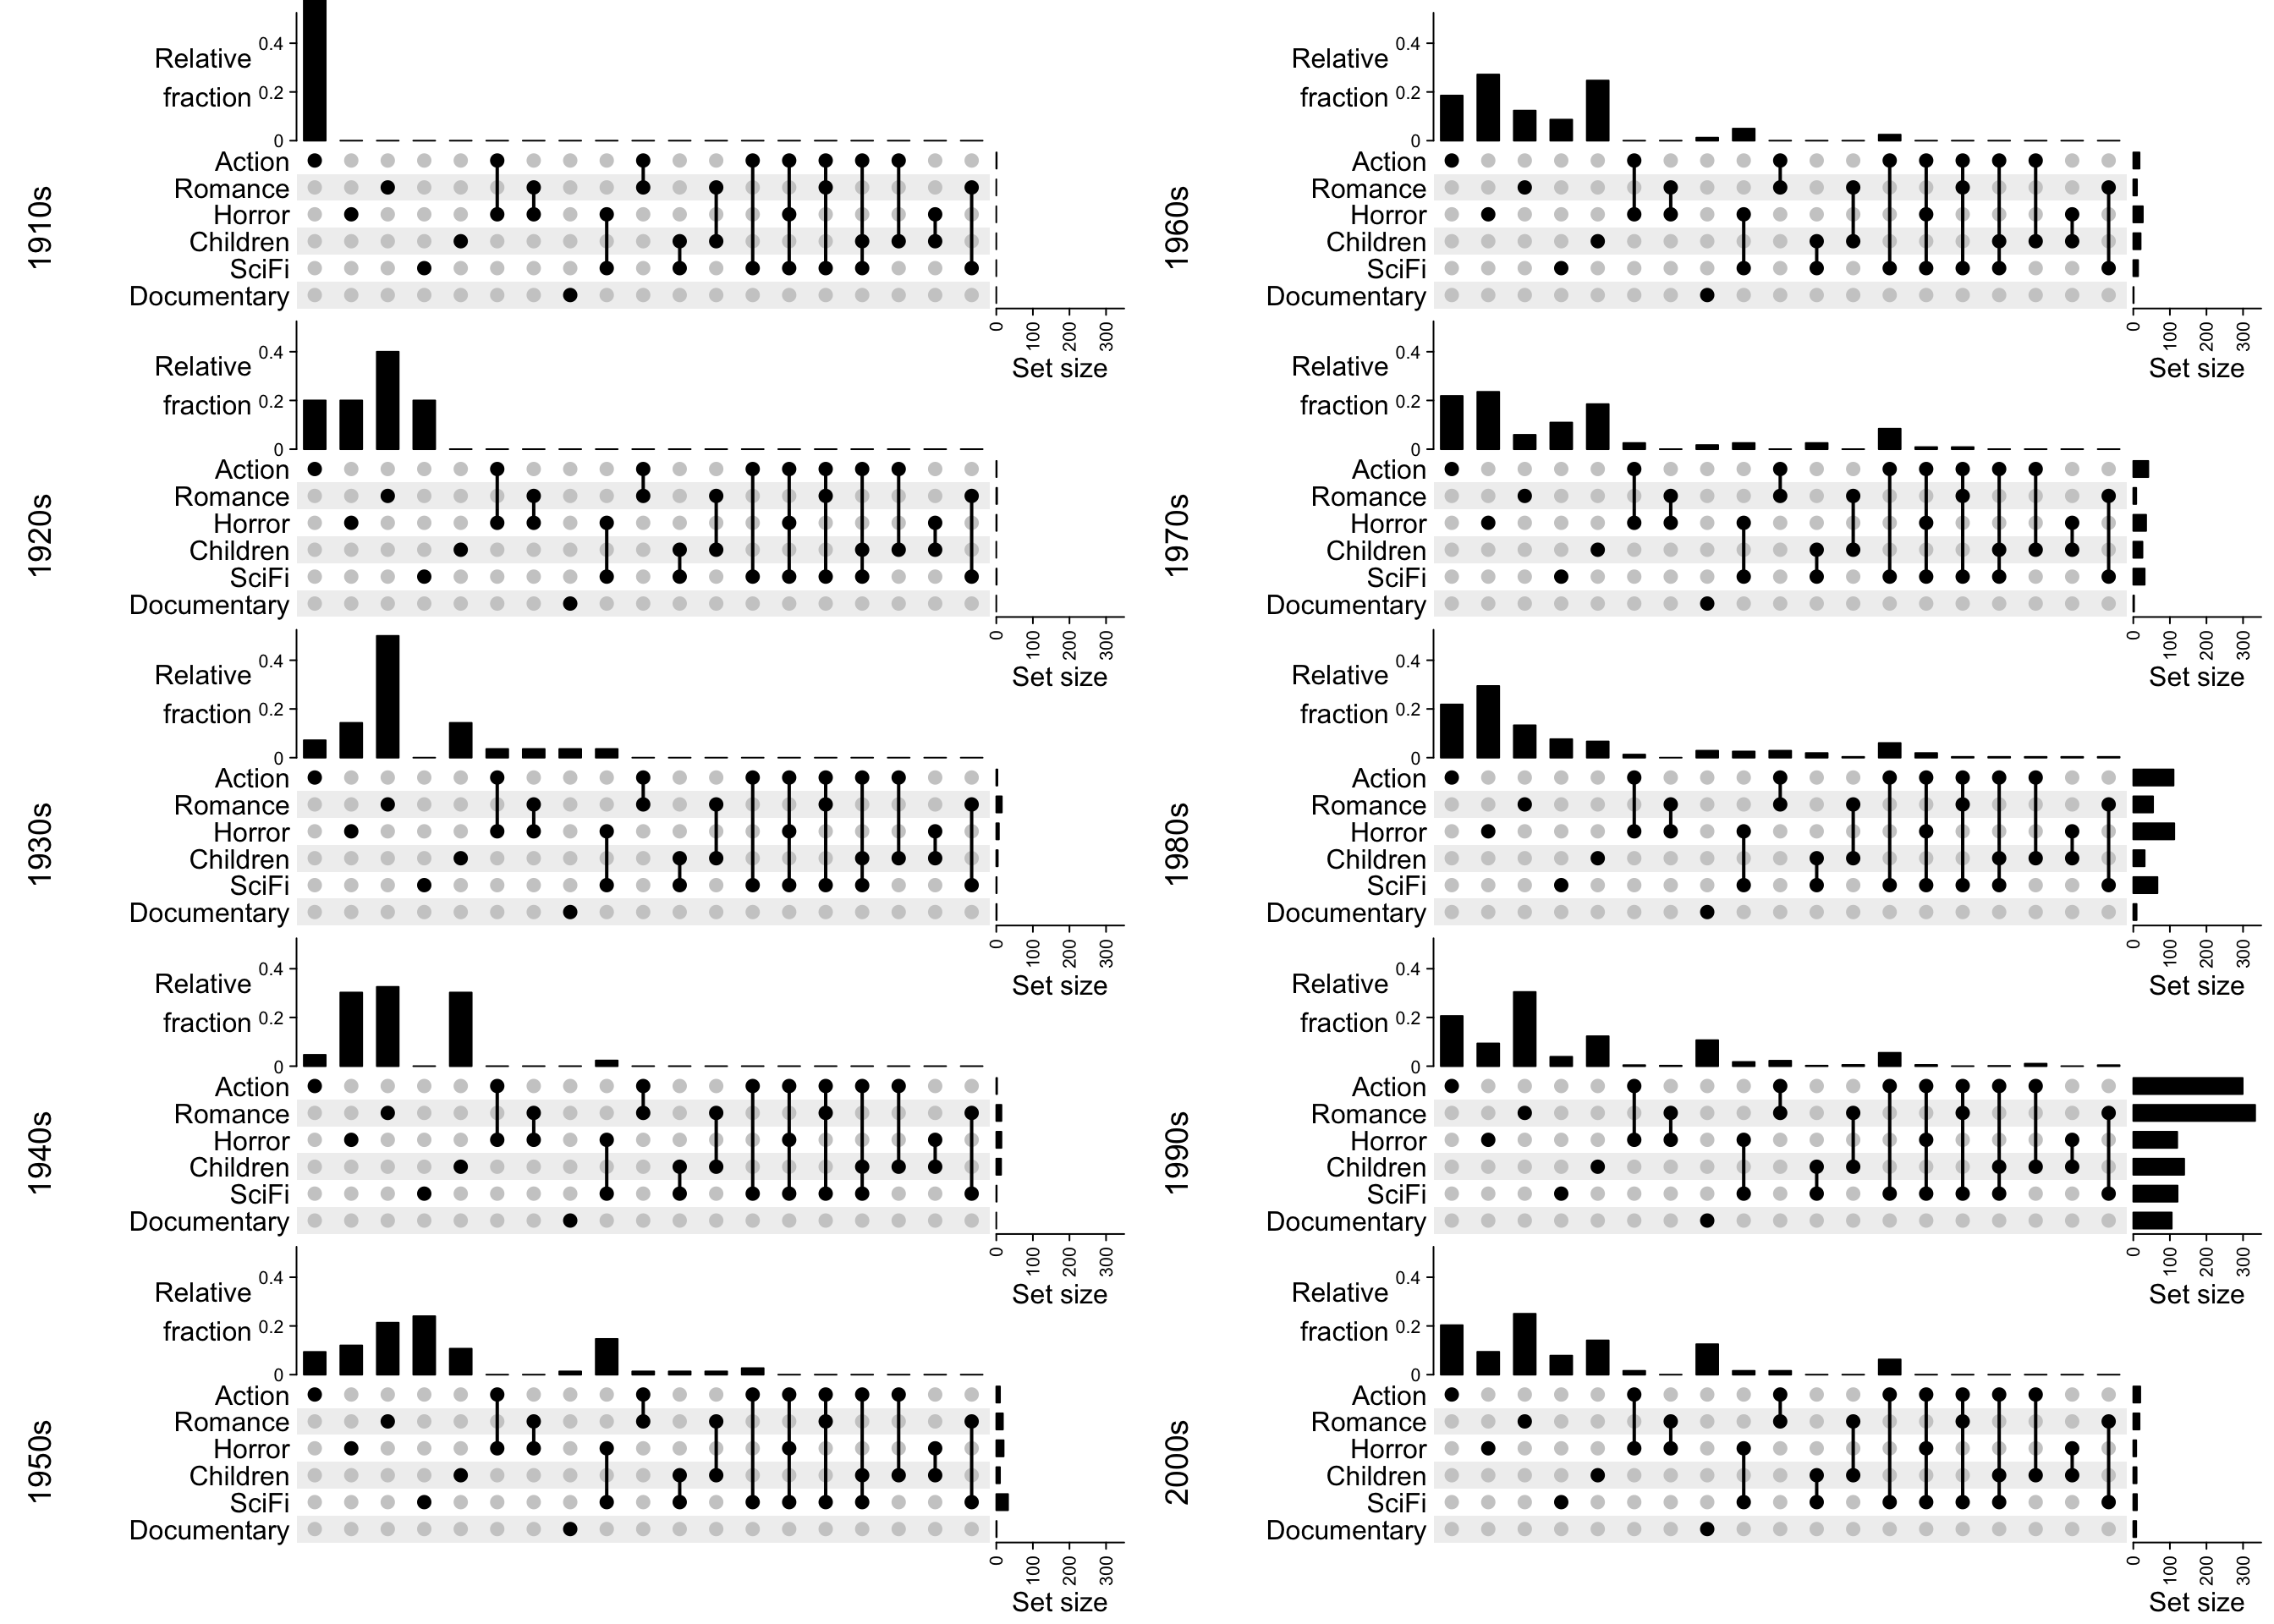 1910s
Relative
fraction
0.4
0.2
0
Action
Romance
Horror
Children
SciFi
Documentary
0 100 200 300
Set size
1920s
Relative
fraction
0.4
0.2
0
Action
Romance
Horror
Children
SciFi
Documentary
0 100 200 300
Set size
1930s
Relative
fraction
0.4
0.2
0
Action
Romance
Horror
Children
SciFi
Documentary
0 100 200 300
Set size
1940s
Relative
fraction
0.4
0.2
0
Action
Romance
Horror
Children
SciFi
Documentary
0 100 200 300
Set size
1950s
Relative
fraction
0.4
0.2
0
Action
Romance
Horror
Children
SciFi
Documentary
0 100 200 300
Set size
1960s
Relative
fraction
0.4
0.2
0
Action
Romance
Horror
Children
SciFi
Documentary
0 100 200 300
Set size
1970s
Relative
fraction
0.4
0.2
0
Action
Romance
Horror
Children
SciFi
Documentary
0 100 200 300
Set size
1980s
Relative
fraction
0.4
0.2
0
Action
Romance
Horror
Children
SciFi
Documentary
0 100 200 300
Set size
1990s
Relative
fraction
0.4
0.2
0
Action
Romance
Horror
Children
SciFi
Documentary
0 100 200 300
Set size
2000s
Relative
fraction
0.4
0.2
0
Action
Romance
Horror
Children
SciFi
Documentary
0 100 200 300
Set size